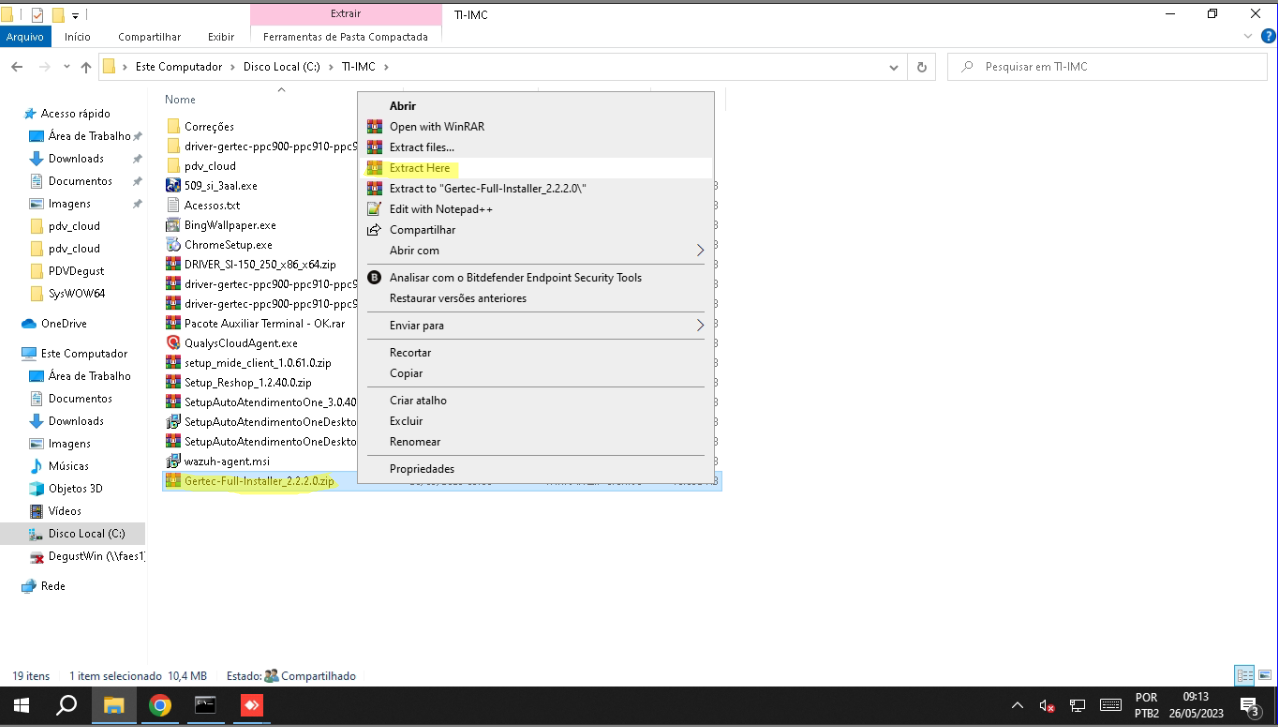 Extrair
TI-IMC
Arquivo
Início
Compartilhar
Exibir
Ferramentas de Pasta Compactada
Este Computador
Disco Local (C:)
TI-IMC
Pesquisar em TI-IMC
Acesso rápido
Área de Trabalho
Downloads
Documentos
Imagens
pdv_cloud
pdv_cloud
PDVDegust
SysWOW64
OneDrive
Este Computador
Área de Trabalho
Documentos
Downloads
Imagens
Músicas
Objetos 3D
Vídeos
Disco Local (C:)
DegustWin (\\faes1)
Rede
Nome
Correções
driver-gertec-ppc900-ppc910-ppc9
pdv_cloud
509_si_3aal.exe
Acessos.txt
BingWallpaper.exe
ChromeSetup.exe
DRIVER_SI-150_250_x86_x64.zip
driver-gertec-ppc900-ppc910-ppc9
driver-gertec-ppc900-ppc910-ppc9
Pacote Auxiliar Terminal - OK.rar
QualysCloudAgent.exe
setup_mide_client_1.0.61.0.zip
Setup_Reshop_1.2.40.0.zip
SetupAutoAtendimentoOne_3.0.40
SetupAutoAtendimentoOneDeskto
SetupAutoAtendimentoOneDeskto
wazuh-agent.msi
Gertec-Full-Installer_2.2.2.0.zip
Abrir
Open with WinRAR
Extract files...
Extract Here
Extract to "Gertec-Full-Installer_2.2.2.0\"
Edit with Notepad++
Compartilhar
Abrir com
Analisar com o Bitdefender Endpoint Security Tools
Restaurar versões anteriores
Enviar para
Recortar
Copiar
Criar atalho
Excluir
Renomear
Propriedades
19 itens
1 item selecionado 10,4 MB
Estado: Compartilhado
POR
PTB2
09:13
26/05/2023
3